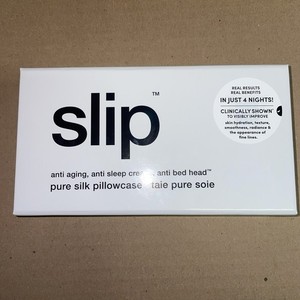 slip™
REAL RESULTS
REAL BENEFITS
IN JUST 4 NIGHTS!
CLINICALLY SHOWN*
TO VISIBLY IMPROVE
skin hydration, texture,
smoothness, radiance &
the appearance of
fine lines.
anti aging, anti sleep crease, anti bed head™
pure silk pillowcase taie pure soie